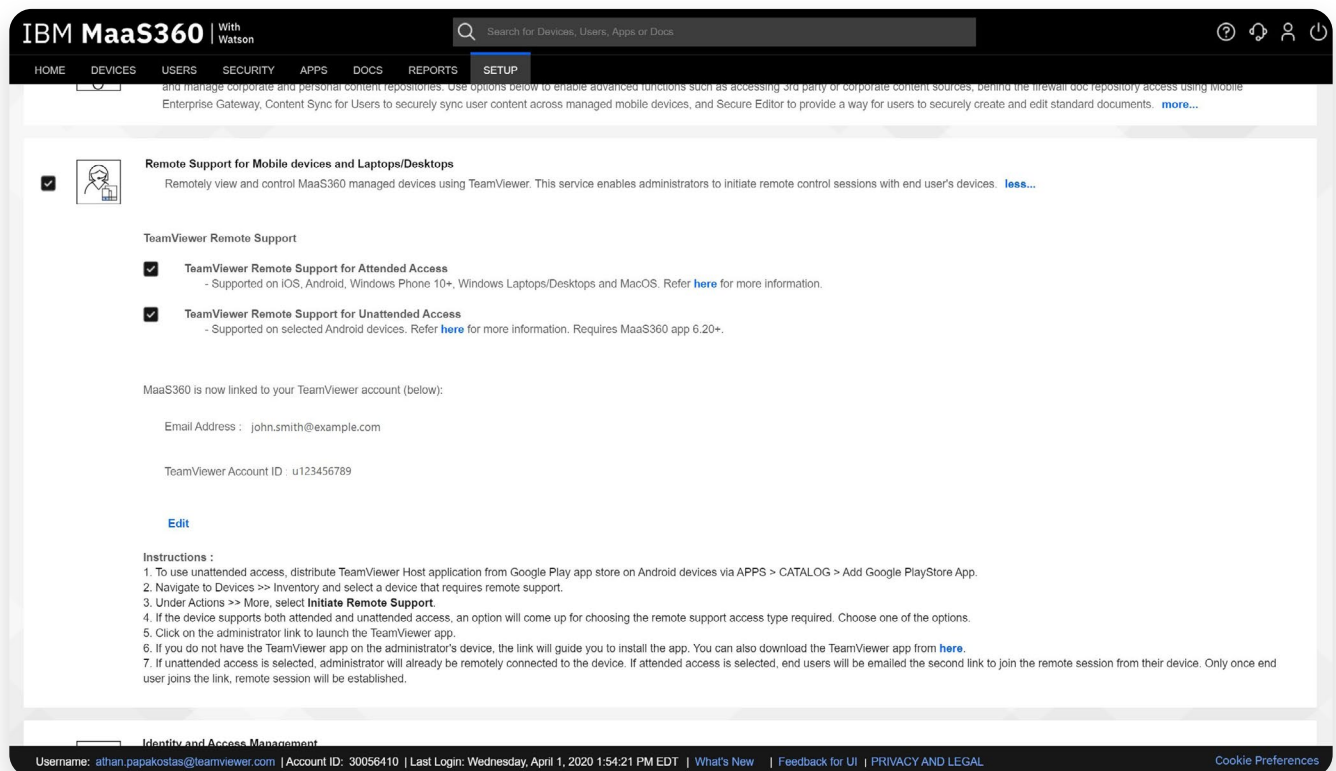 IBM MaaS360 | With Watson
Search for Devices, Users, Apps or Docs
HOME DEVICES USERS SECURITY APPS DOCS REPORTS SETUP
and manage corporate and personal content repositories. Use options below to enable advanced functions such as accessing 3rd party or corporate content sources, behind the firewall doc repository access using Mobile
Enterprise Gateway, Content Sync for Users to securely sync user content across managed mobile devices, and Secure Editor to provide a way for users to securely create and edit standard documents. more...
Remote Support for Mobile devices and Laptops/Desktops
Remotely view and control MaaS360 managed devices using TeamViewer. This service enables administrators to initiate remote control sessions with end user's devices. less...
TeamViewer Remote Support
TeamViewer Remote Support for Attended Access
- Supported on iOS, Android, Windows Phone 10+, Windows Laptops/Desktops and MacOS. Refer here for more information.
TeamViewer Remote Support for Unattended Access
- Supported on selected Android devices. Refer here for more information. Requires MaaS360 app 6.20+.
MaaS360 is now linked to your TeamViewer account (below):
Email Address : john.smith@example.com
TeamViewer Account ID : u123456789
Edit
Instructions :
1. To use unattended access, distribute TeamViewer Host application from Google Play app store on Android devices via APPS > CATALOG > Add Google PlayStore App.
2. Navigate to Devices >> Inventory and select a device that requires remote support.
3. Under Actions >> More, select Initiate Remote Support.
4. If the device supports both attended and unattended access, an option will come up for choosing the remote support access type required. Choose one of the options.
5. Click on the administrator link to launch the TeamViewer app.
6. If you do not have the TeamViewer app on the administrator's device, the link will guide you to install the app. You can also download the TeamViewer app from here.
7. If unattended access is selected, administrator will already be remotely connected to the device. If attended access is selected, end users will be emailed the second link to join the remote session from their device. Only once end
user joins the link, remote session will be established.
Identity and Access Management
Username: athan.papakostas@teamviewer.com | Account ID: 30056410 | Last Login: Wednesday, April 1, 2020 1:54:21 PM EDT | What's New | Feedback for UI | PRIVACY AND LEGAL Cookie Preferences